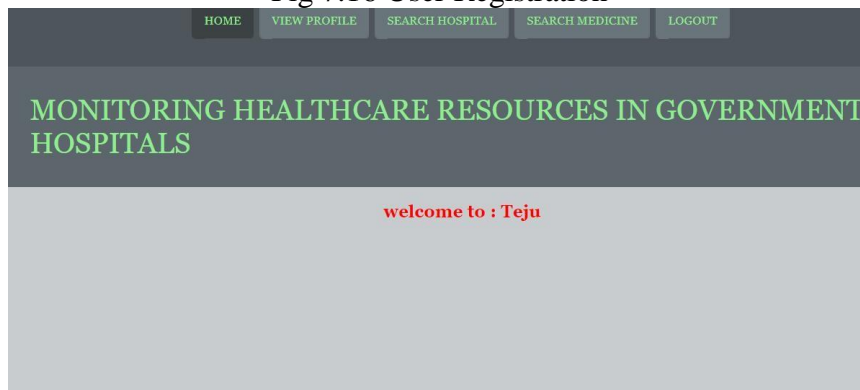 HOME VIEW PROFILE SEARCH HOSPITAL SEARCH MEDICINE LOGOUT
MONITORING HEALTHCARE RESOURCES IN GOVERNMENT
HOSPITALS
welcome to : Teju